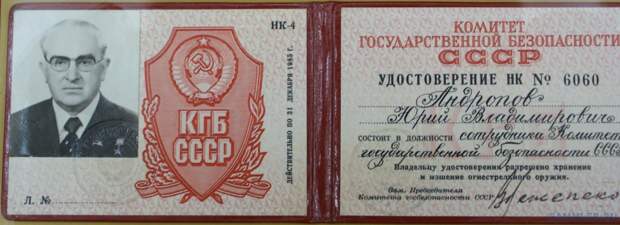 НК-4
КГБ
СССР
ДЕЙСТВИТЕЛЬНО ПО 31 ДЕКАБРЯ 1985 г.
Л. №
КОМИТЕТ
ГОСУДАРСТВЕННОЙ БЕЗОПАСНОСТИ
СССР
УДОСТОВЕРЕНИЕ НК № 6060
Андропов
Юрий Владимирович
состоит в должности сотрудника Комитета
государственной безопасности СССР
Владельцу удостоверения разрешено хранение
и ношение огнестрельного оружия.
Зам. Председателя
Комитета госбезопасности СССР